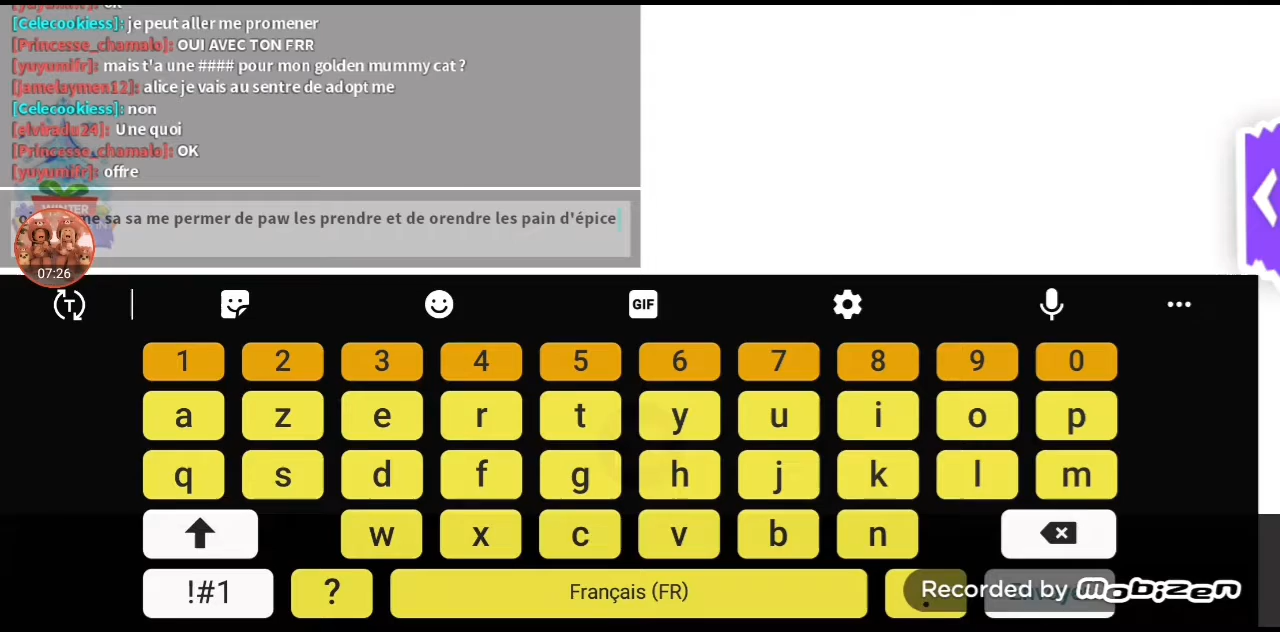 [Celecookiess]: je peut aller me promener
[Princesse_chamalo]: OUI AVEC TON FRR
[yuyumifr]: mais t'a une #### pour mon golden mummy cat ?
[jameluymen12]: alice je vais au sentre de adopt me
[Celecookiess]: non
[elviradu24]: Une quoi
[Princesse_chamalo]: OK
[yuyumifr]: offre
WINTER
me sa sa me permer de paw les prendre et de orendre les pain d'épice
07:26
T
GIF
1 2 3 4 5 6 7 8 9 0
a z e r t y u i o p
q s d f g h j k l m
w x c v b n
!#1 ? Français (FR) .
Recorded by Mobizen